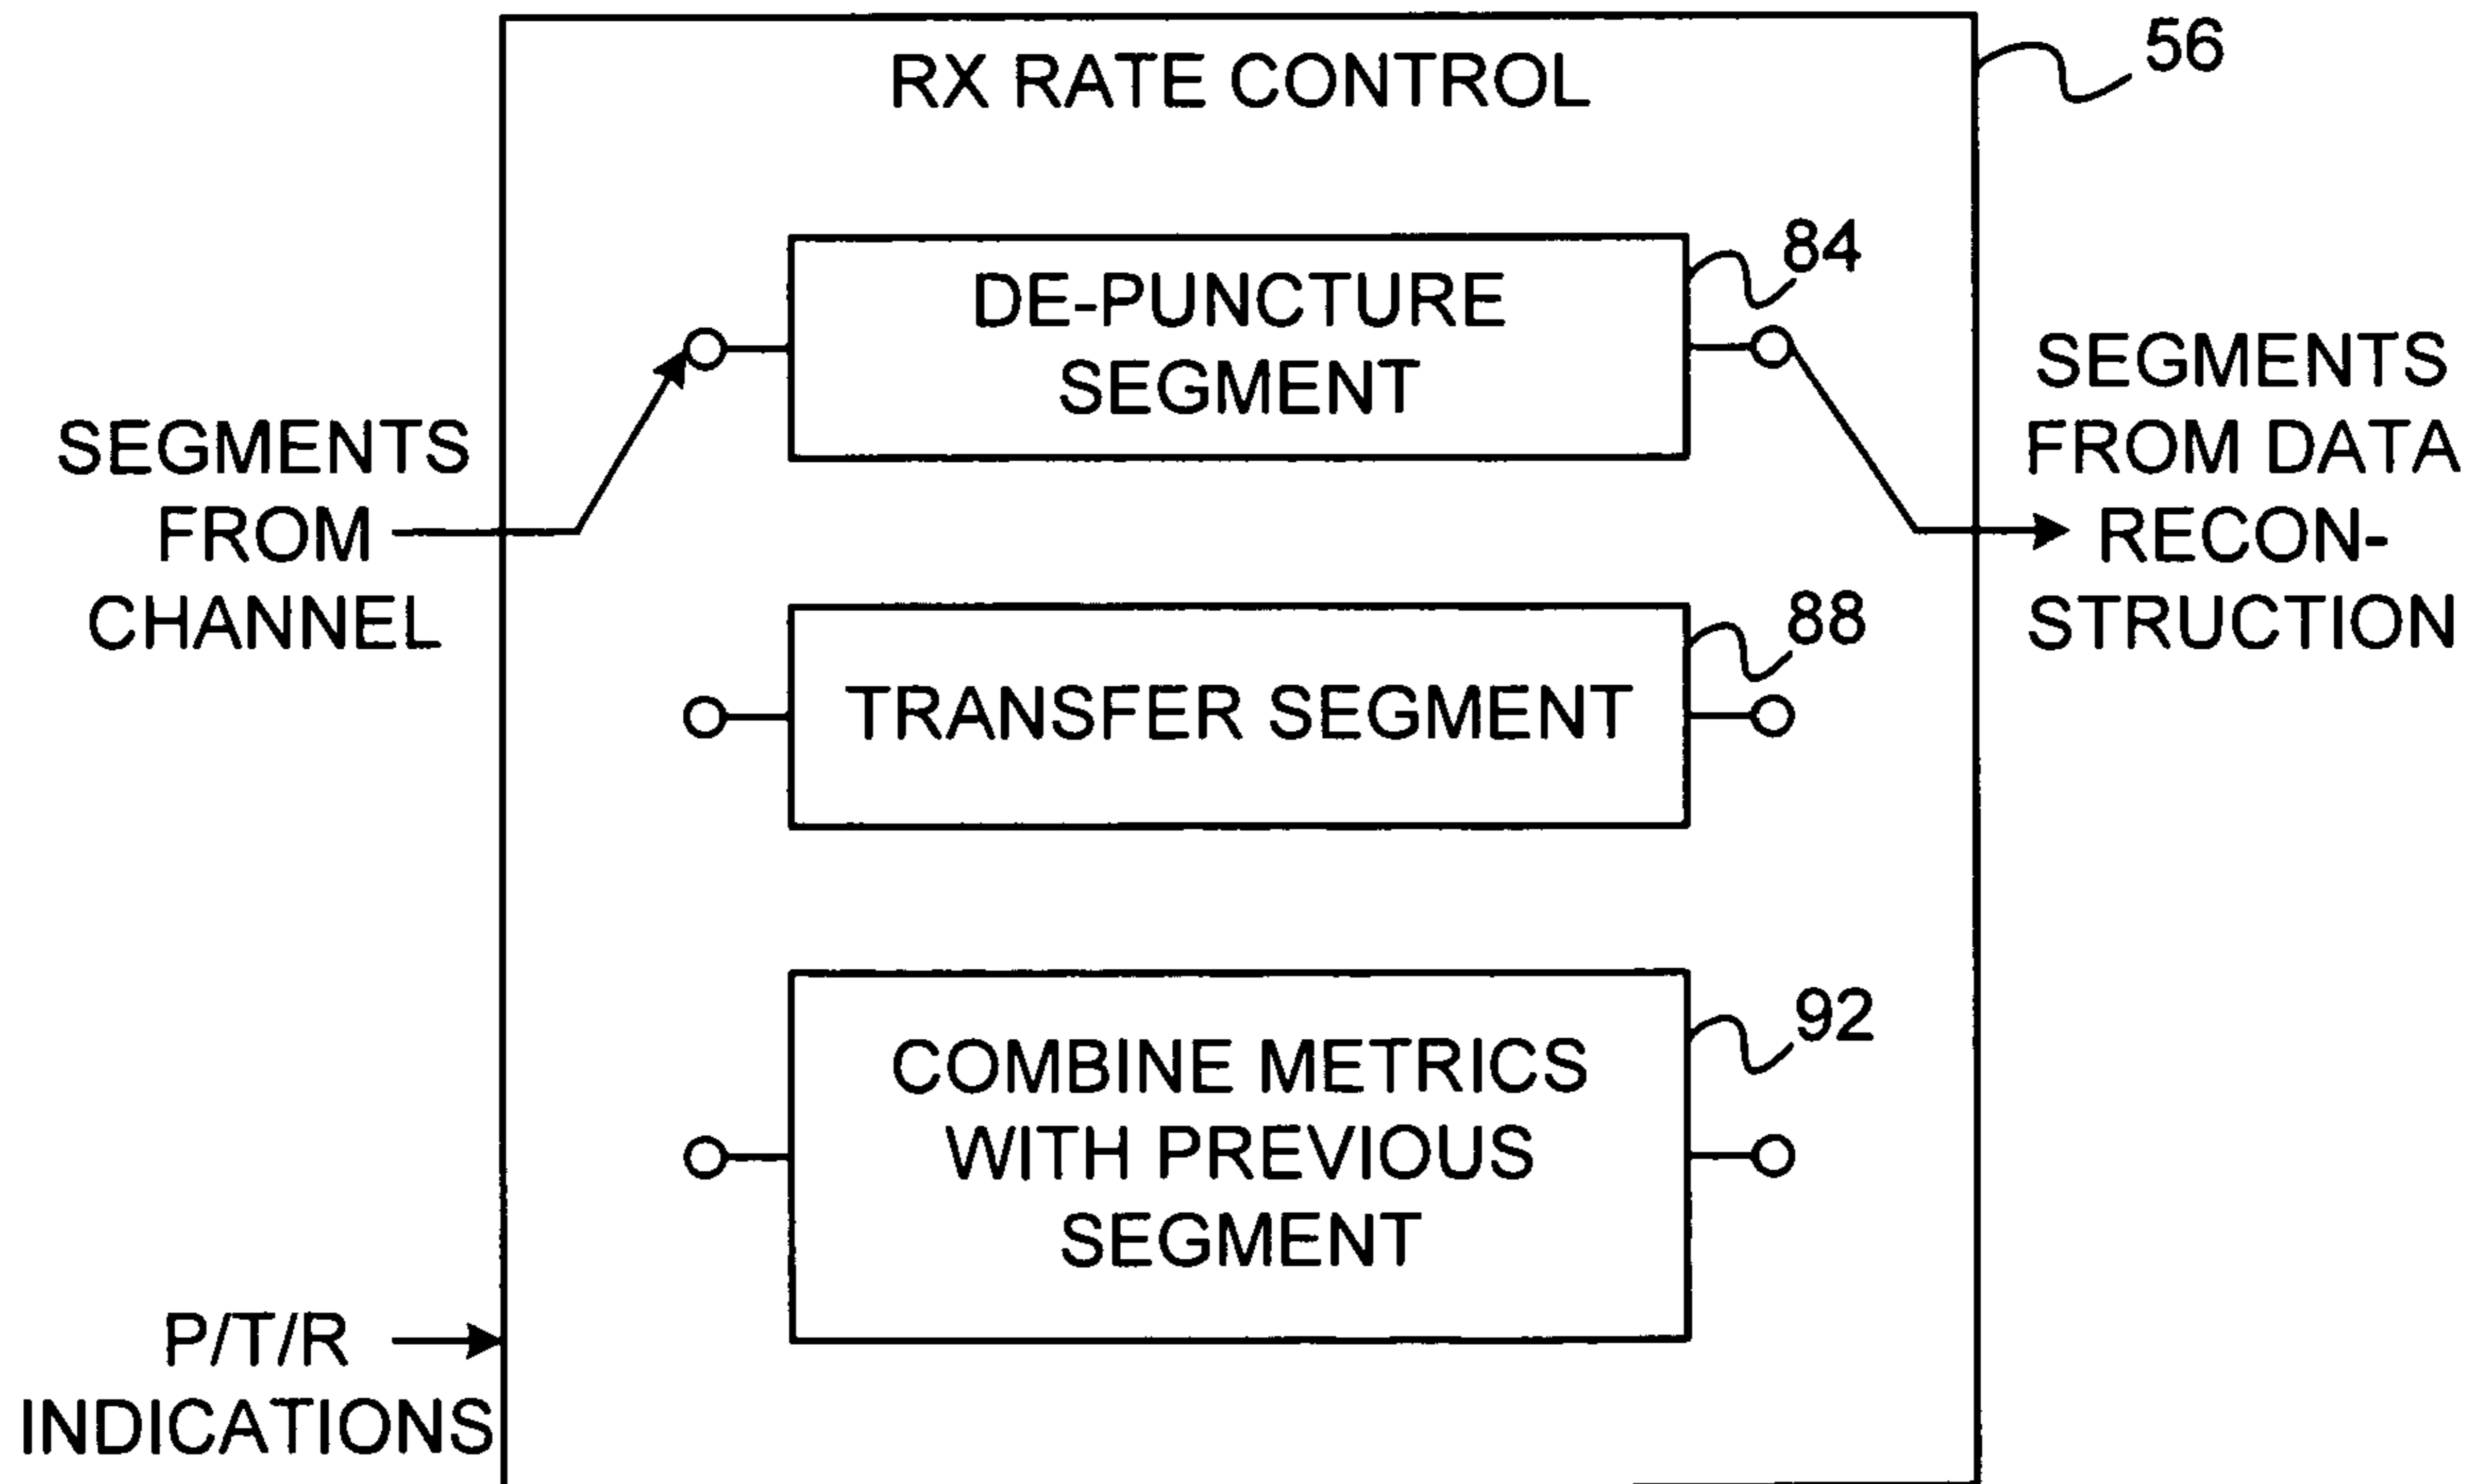 RX RATE CONTROL
56
DE-PUNCTURE
SEGMENT
84
SEGMENTS
FROM
CHANNEL
SEGMENTS
FROM DATA
RECON-
STRUCTION
TRANSFER SEGMENT
88
COMBINE METRICS
WITH PREVIOUS
SEGMENT
92
P/T/R
INDICATIONS